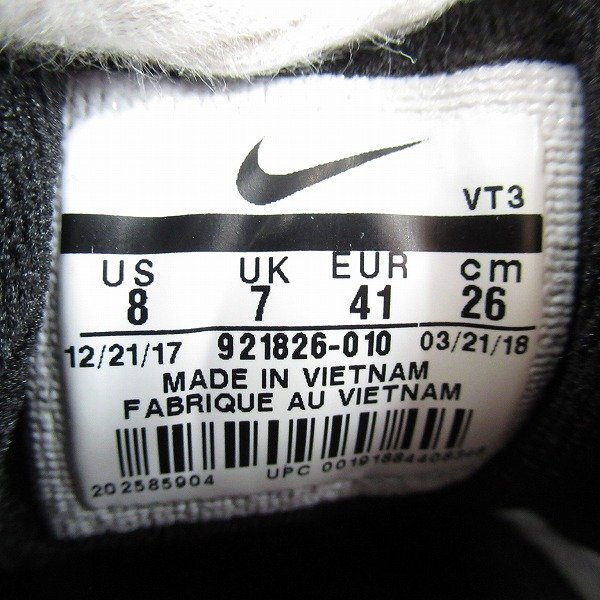 VT3
US UK EUR cm
8 7 41 26
12/21/17 921826-010 03/21/18
MADE IN VIETNAM
FABRIQUE AU VIETNAM
202585904 UPC